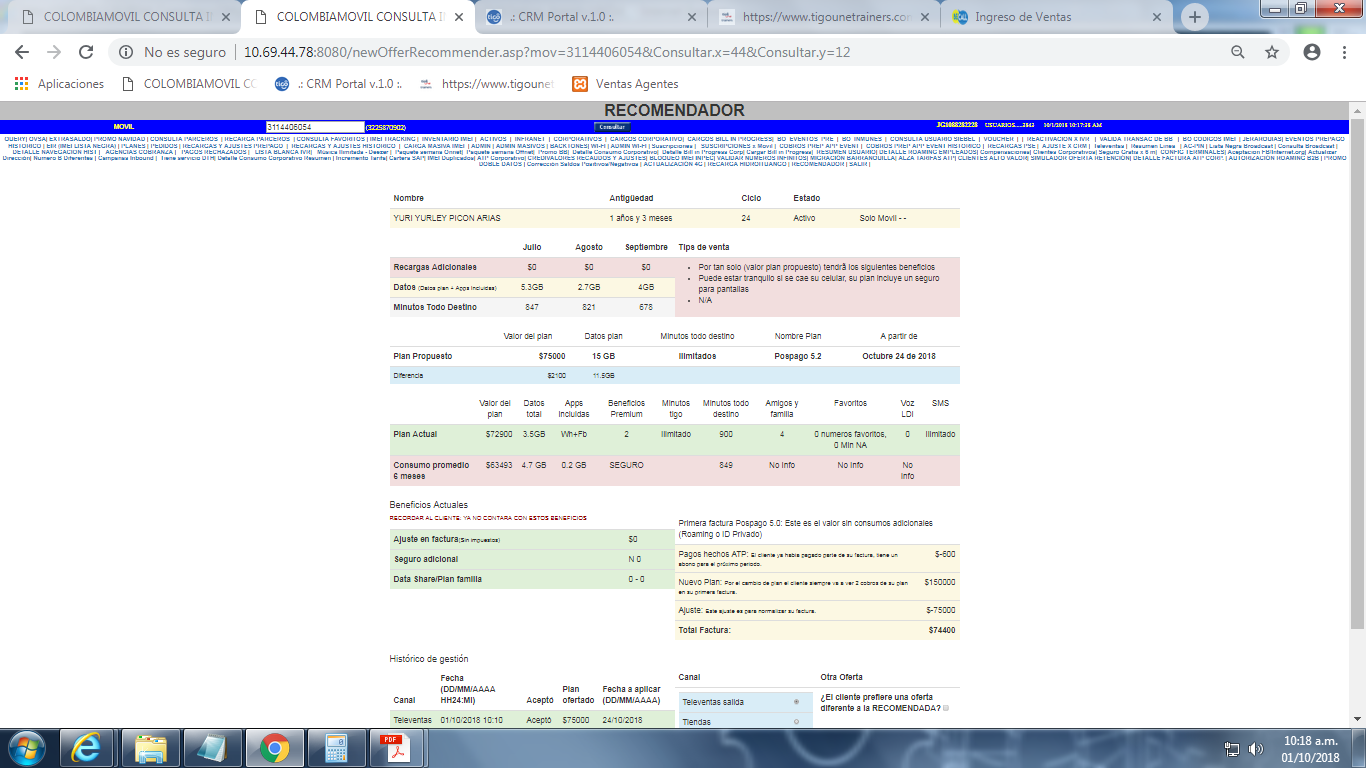 COLOMBIAMOVIL CONSULTA I
COLOMBIAMOVIL CONSULTA I
.: CRM Portal v.1.0 :.
https://www.tigounetrainers.co
Ingreso de Ventas
No es seguro
10.69.44.78:8080/newOfferRecommender.asp?mov=3114406054&Consultar.x=44&Consultar.y=12
Aplicaciones
COLOMBIAMOVIL CO
.: CRM Portal v.1.0 :.
https://www.tigounet
Ventas Agentes
RECOMENDADOR
MOVIL
3114406054
(3225870902)
Consultar
JG1068282228 USUARIOS.....3843 10/1/2018 10:17:38 AM
Nombre Antigüedad Ciclo Estado
YURI YURLEY PICON ARIAS 1 años y 3 meses 24 Activo Solo Movil - -
Julio Agosto Septiembre Tips de venta
Recargas Adicionales $0 $0 $0
Datos (Datos plan + Apps incluidas) 5.3GB 2.7GB 4GB
Minutos Todo Destino 847 821 678
Por tan solo (valor plan propuesto) tendrã los siguientes beneficios
Puede estar tranquilo si se cae su celular, su plan incluye un seguro
para pantallas
N/A
Valor del plan Datos plan Minutos todo destino Nombre Plan A partir de
Plan Propuesto $75000 15 GB Ilimitados Pospago 5.2 Octubre 24 de 2018
Diferencia $2100 11.5GB
Valor del plan Datos total Apps incluidas Beneficios Premium Minutos tigo Minutos todo destino Amigos y familia Favoritos Voz LDI SMS
Plan Actual $72900 3.5GB Wh+Fb 2 Ilimitado 900 4 0 numeros favoritos, 0 Min NA 0 Ilimitado
Consumo promedio 6 meses $63493 4.7 GB 0.2 GB SEGURO 849 No info No info No info
Beneficios Actuales
RECORDAR AL CLIENTE: YA NO CONTARA CON ESTOS BENEFICIOS
Ajuste en factura(Sin impuestos) $0
Seguro adicional N 0
Data Share/Plan familia 0 - 0
Primera factura Pospago 5.0: Este es el valor sin consumos adicionales
(Roaming o ID Privado)
Pagos hechos ATP: El cliente ya había pagado parte de su factura, tiene un
abono para el próximo periodo. $-600
Nuevo Plan: Por el cambio de plan el cliente siempre va a ver 2 cobros de su plan
en su primera factura. $150000
Ajuste: Este ajuste es para normalizar su factura. $-75000
Total Factura: $74400
Histórico de gestión
Canal Fecha (DD/MM/AAAA HH24:MI) Aceptó Plan ofertado Fecha a aplicar (DD/MM/AAAA)
Televentas 01/10/2018 10:10 Aceptó $75000 24/10/2018
Canal Otra Oferta
Televentas salida
Tiendas
¿El cliente prefiere una oferta
diferente a la RECOMENDADA?
PDF
10:18 a.m.
01/10/2018